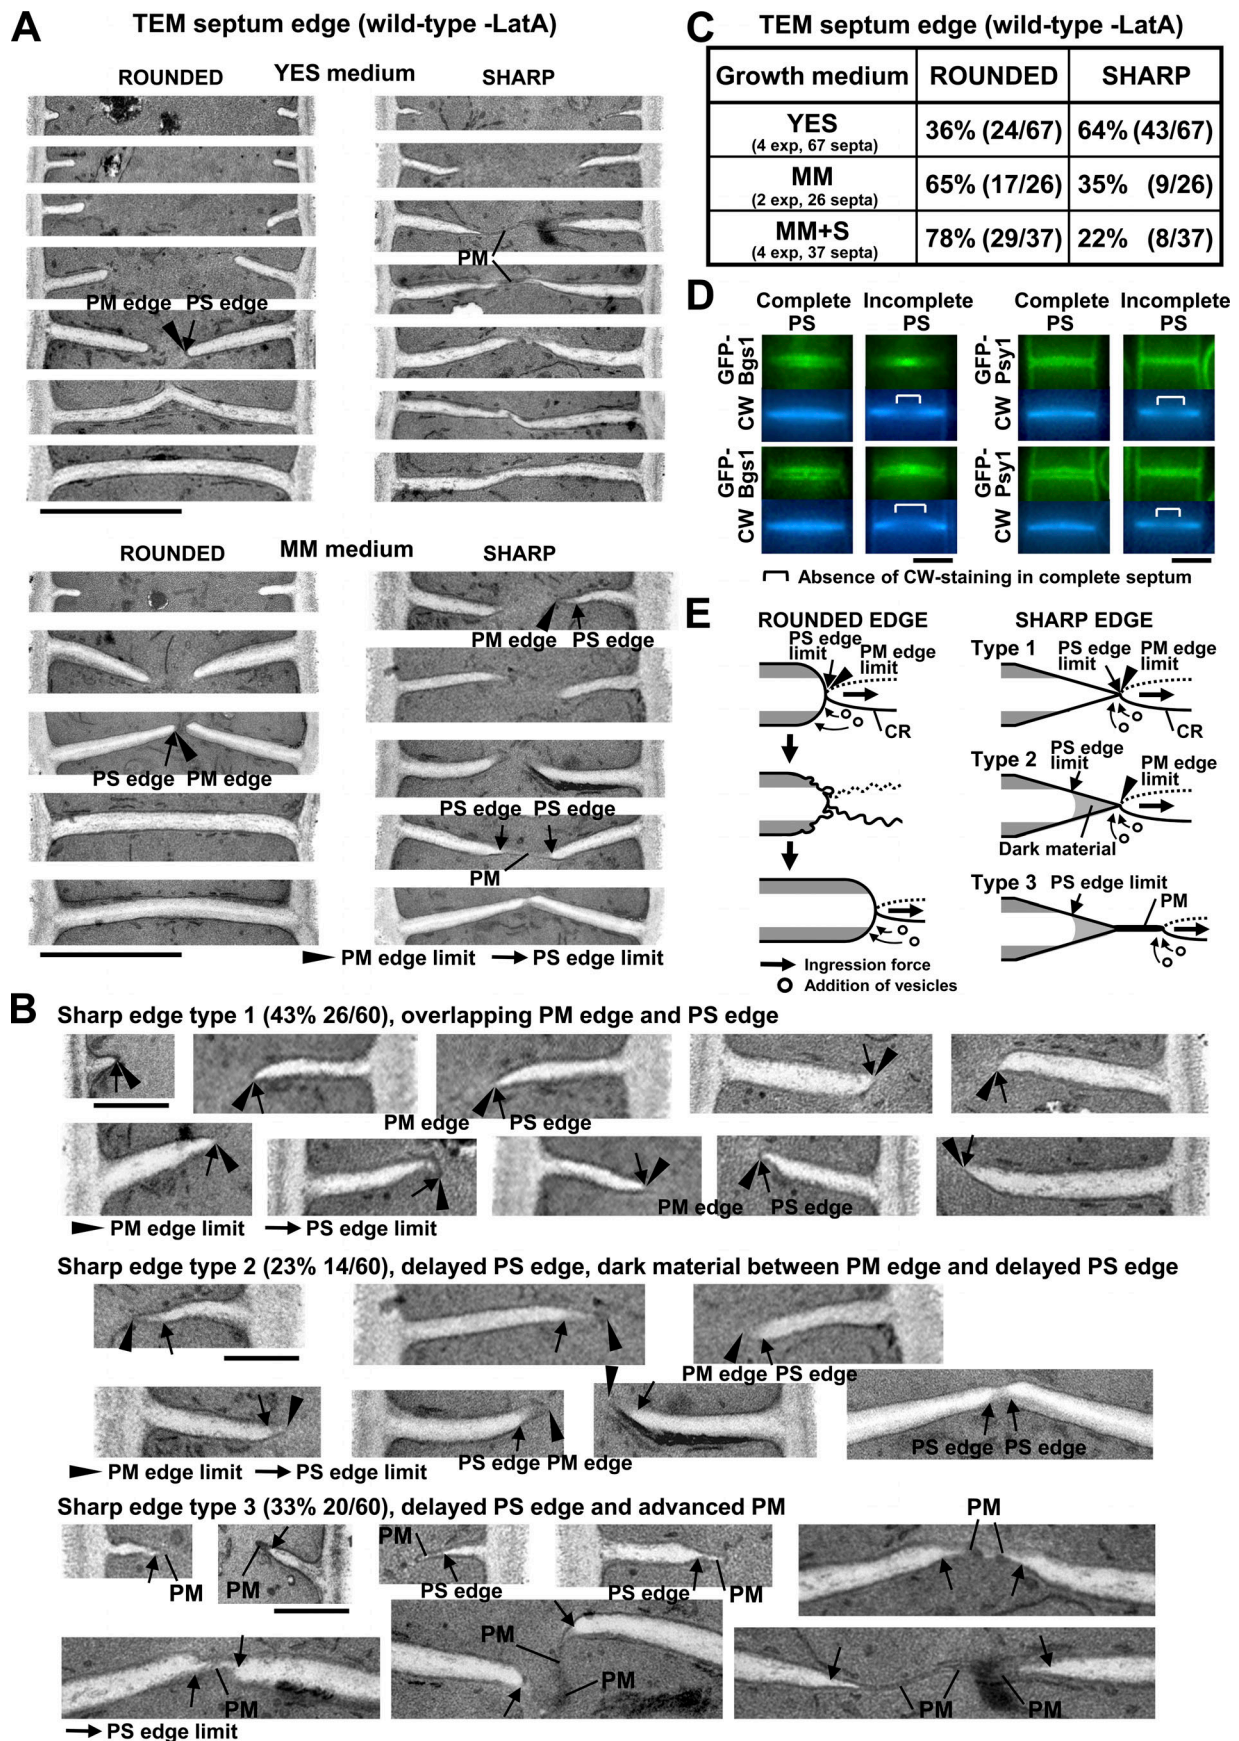 A
TEM septum edge (wild-type -LatA)
ROUNDED
YES medium
SHARP
PM
PM edge
PS edge
ROUNDED
MM medium
SHARP
PM edge
PS edge
PS edge
PM edge
PS edge
PS edge
PM
PM edge limit
PS edge limit
C
TEM septum edge (wild-type -LatA)
Growth medium
ROUNDED
SHARP
YES
(4 exp, 67 septa)
36% (24/67)
64% (43/67)
MM
(2 exp, 26 septa)
65% (17/26)
35% (9/26)
MM+S
(4 exp, 37 septa)
78% (29/37)
22% (8/37)
D
Complete
PS
Incomplete
PS
Complete
PS
Incomplete
PS
GFP-
Bgs1
CW
GFP-
Psy1
CW
GFP-
Bgs1
CW
GFP-
Psy1
CW
Absence of CW-staining in complete septum
E
ROUNDED EDGE
PS edge
limit
PM edge
limit
CR
Ingression force
Addition of vesicles
SHARP EDGE
Type 1
PS edge
limit
PM edge
limit
CR
Type 2
PS edge
limit
PM edge
limit
Dark material
Type 3
PS edge limit
PM
B
Sharp edge type 1 (43% 26/60), overlapping PM edge and PS edge
PM edge
PS edge
PM edge
PS edge
PM edge limit
PS edge limit
Sharp edge type 2 (23% 14/60), delayed PS edge, dark material between PM edge and delayed PS edge
PM edge
PS edge
PS edge
PM edge
PS edge
PS edge
PM edge limit
PS edge limit
Sharp edge type 3 (33% 20/60), delayed PS edge and advanced PM
PM
PM
PM
PS edge
PS edge
PM
PM
PM
PM
PM
PM
PM
PS edge limit